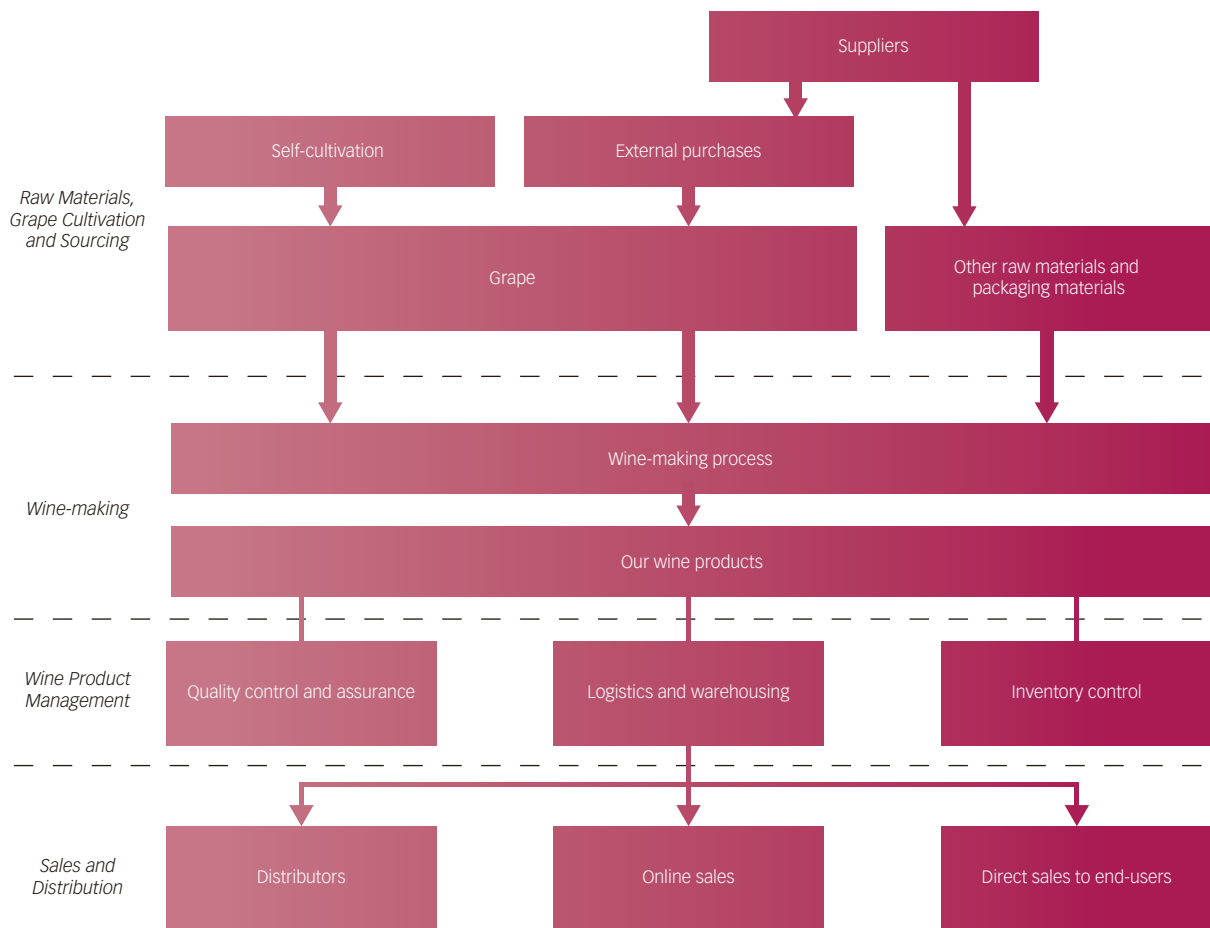 Suppliers
Self-cultivation
External purchases
Raw Materials,
Grape Cultivation
and Sourcing
Grape
Other raw materials and
packaging materials
Wine-making process
Wine-making
Our wine products
Wine Product
Management
Quality control and assurance
Logistics and warehousing
Inventory control
Sales and
Distribution
Distributors
Online sales
Direct sales to end-users